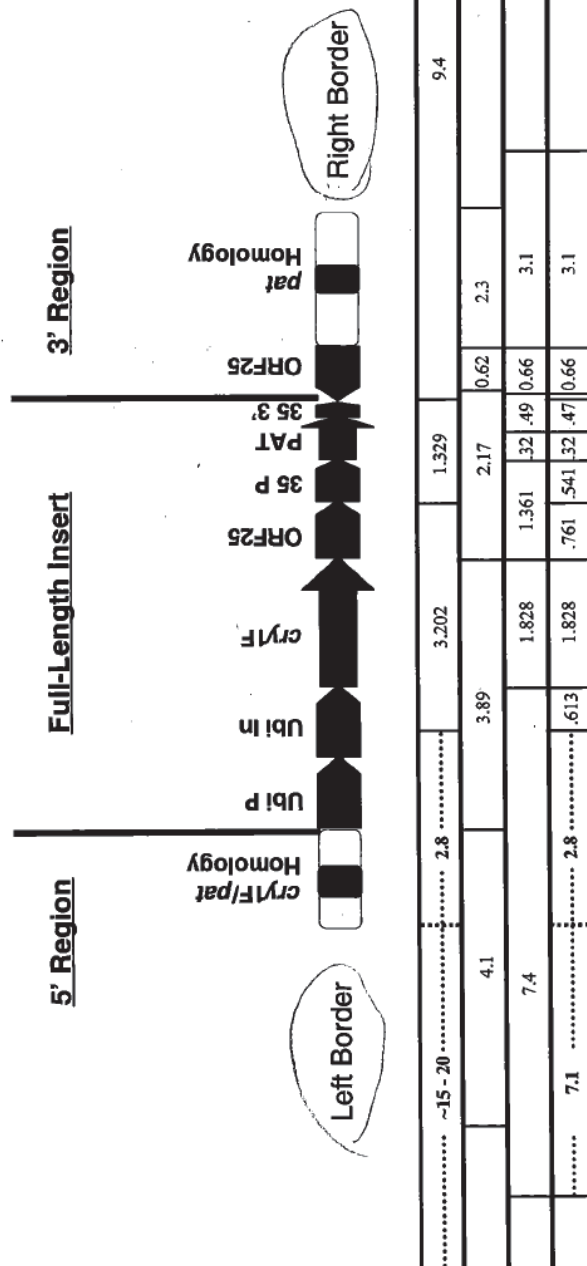 5' Region
Full-Length Insert
3' Region
cry1F/pat
Homology
Ubi P
Ubi In
cry1F
ORF25
35 P
PAT
35 3'
ORF25
pat
Homology
Left Border
Right Border
~15 - 20
2.8
3.202
1.329
9.4
4.1
3.89
2.17
0.62
2.3
7.4
1.828
1.361
.32
.49
0.66
3.1
7.1
2.8
.613
1.828
.761
.541
.32
.47
0.66
3.1